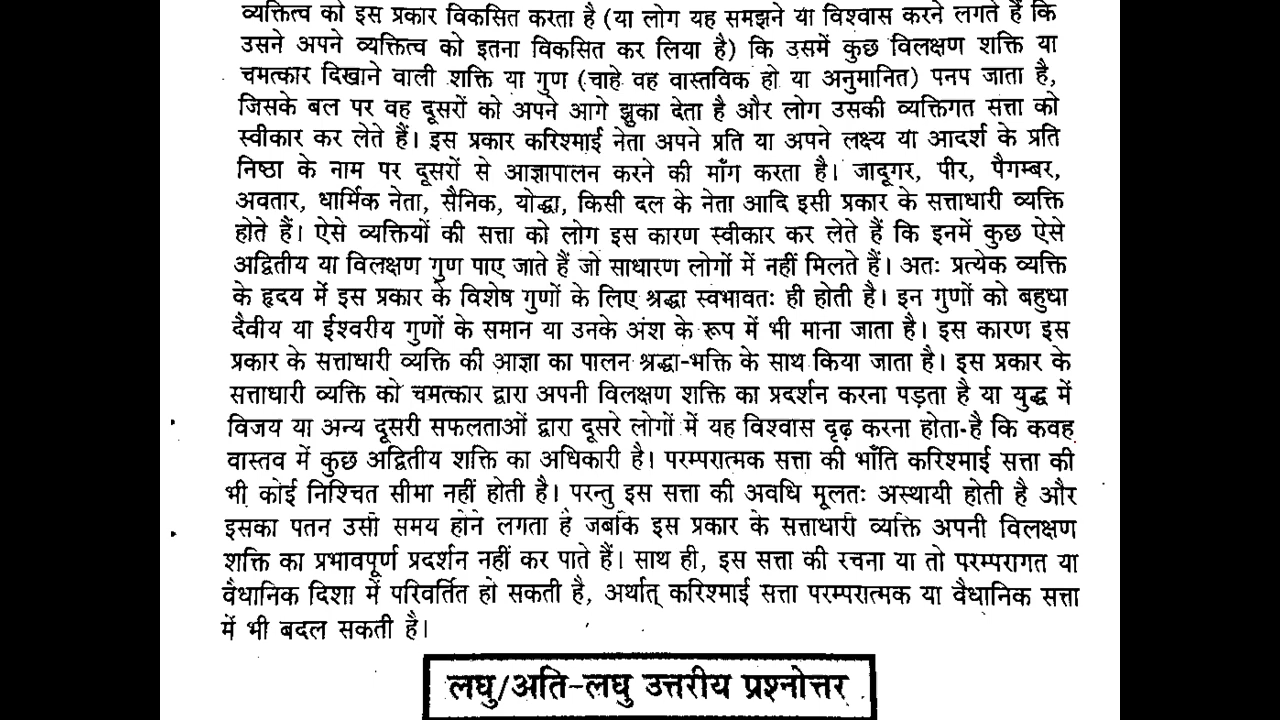 व्यक्तित्व को इस प्रकार विकसित करता है (या लोग यह समझने या विश्वास करने लगते हैं कि
उसने अपने व्यक्तित्व को इतना विकसित कर लिया है) कि उसमें कुछ विलक्षण शक्ति या
चमत्कार दिखाने वाली शक्ति या गुण (चाहे वह वास्तविक हो या अनुमानित) पनप जाता है,
जिसके बल पर वह दूसरों को अपने आगे झुका देता है और लोग उसकी व्यक्तिगत सत्ता को
स्वीकार कर लेते हैं। इस प्रकार करिश्माई नेता अपने प्रति या अपने लक्ष्य या आदर्श के प्रति
निष्ठा के नाम पर दूसरों से आज्ञापालन करने की माँग करता है। जादूगर, पीर, पैगम्बर,
अवतार, धार्मिक नेता, सैनिक, योद्धा, किसी दल के नेता आदि इसी प्रकार के सत्ताधारी व्यक्ति
होते हैं। ऐसे व्यक्तियों की सत्ता को लोग इस कारण स्वीकार कर लेते हैं कि इनमें कुछ ऐसे
अद्वितीय या विलक्षण गुण पाए जाते हैं जो साधारण लोगों में नहीं मिलते हैं। अतः प्रत्येक व्यक्ति
के हृदय में इस प्रकार के विशेष गुणों के लिए श्रद्धा स्वभावतः ही होती है। इन गुणों को बहुधा
दैवीय या ईश्वरीय गुणों के समान या उनके अंश के रूप में भी माना जाता है। इस कारण इस
प्रकार के सत्ताधारी व्यक्ति की आज्ञा का पालन श्रद्धा-भक्ति के साथ किया जाता है। इस प्रकार के
सत्ताधारी व्यक्ति को चमत्कार द्वारा अपनी विलक्षण शक्ति का प्रदर्शन करना पड़ता है या युद्ध में
विजय या अन्य दूसरी सफलताओं द्वारा दूसरे लोगों में यह विश्वास दृढ़ करना होता-है कि कवह
वास्तव में कुछ अद्वितीय शक्ति का अधिकारी है। परम्परात्मक सत्ता की भाँति करिश्माई सत्ता की
भी कोई निश्चित सीमा नहीं होती है। परन्तु इस सत्ता की अवधि मूलतः अस्थायी होती है और
इसका पतन उसी समय होने लगता है जबकि इस प्रकार के सत्ताधारी व्यक्ति अपनी विलक्षण
शक्ति का प्रभावपूर्ण प्रदर्शन नहीं कर पाते हैं। साथ ही, इस सत्ता की रचना या तो परम्परागत या
वैधानिक दिशा में परिवर्तित हो सकती है, अर्थात् करिश्माई सत्ता परम्परात्मक या वैधानिक सत्ता
में भी बदल सकती है।
लघु/अति-लघु उत्तरीय प्रश्नोत्तर